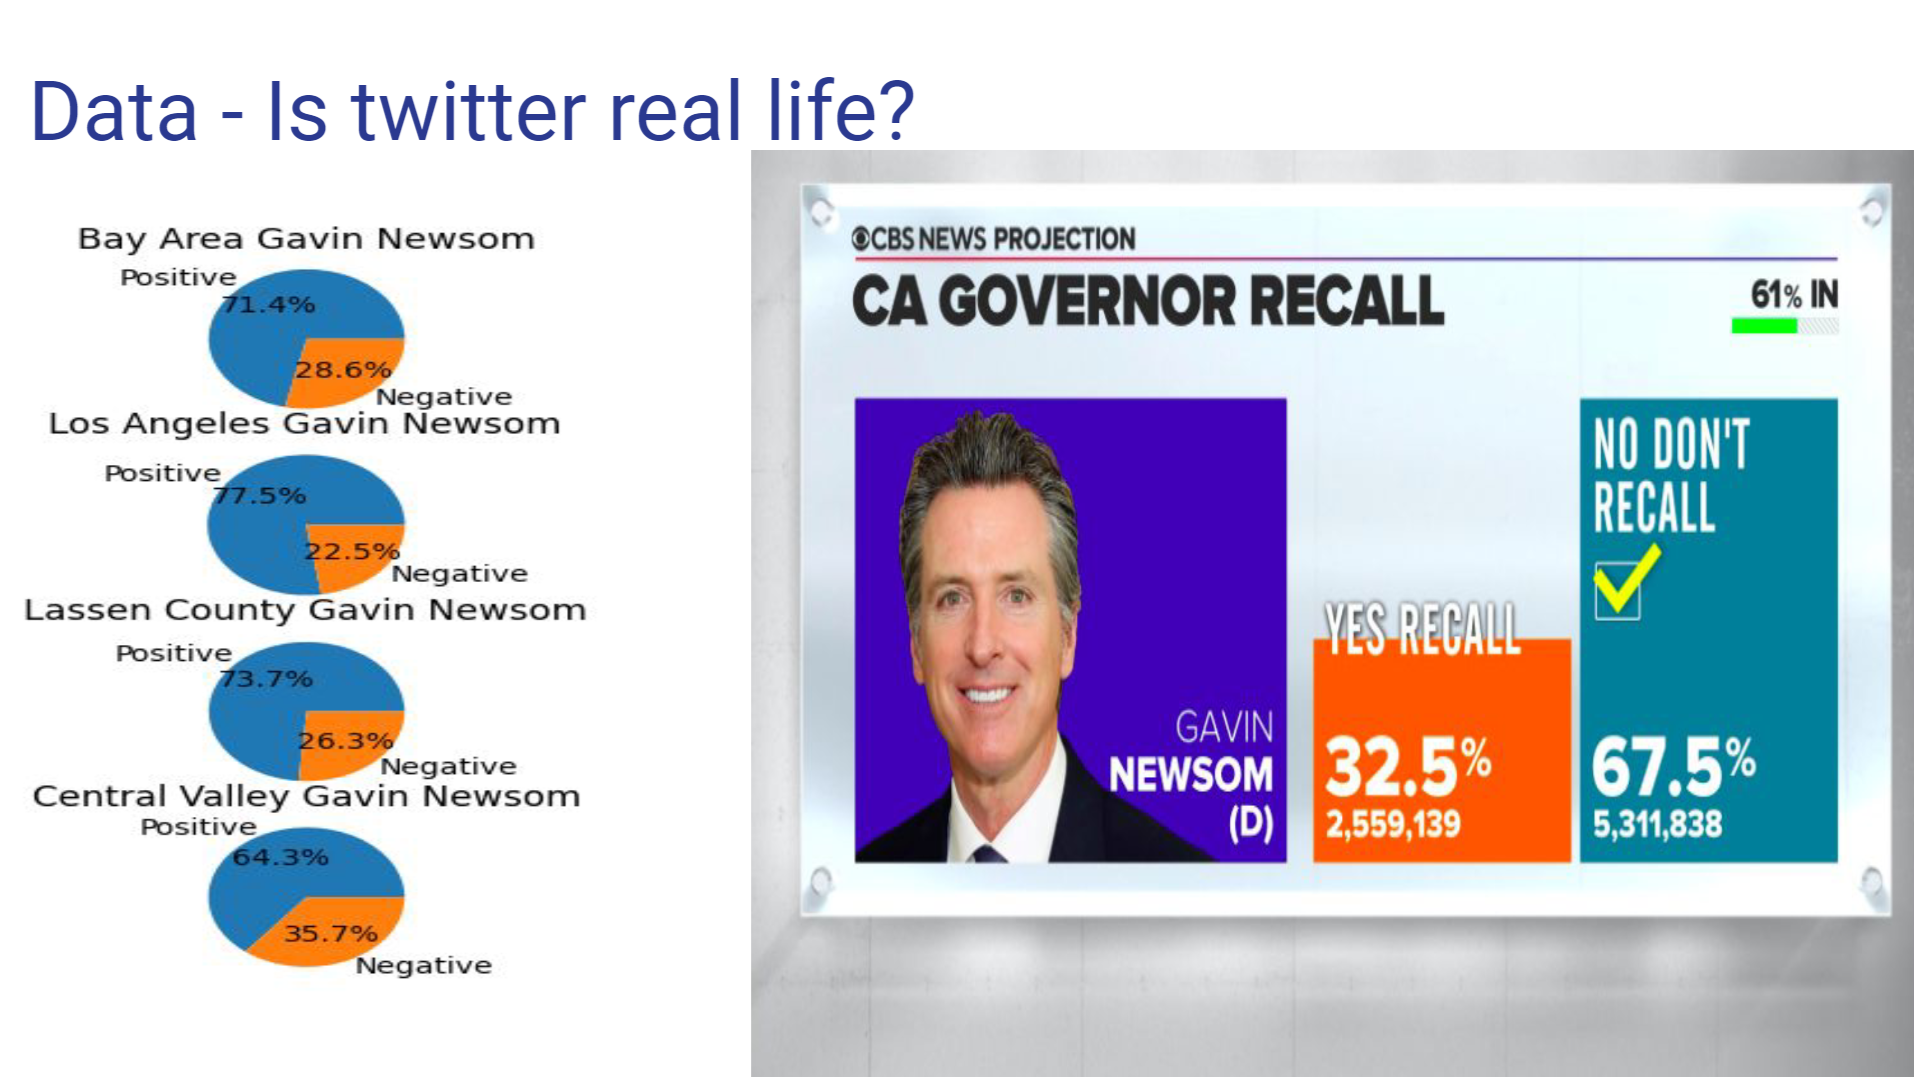 Data - Is twitter real life?
Bay Area Gavin Newsom
Positive
71.4%
28.6%
Negative
Los Angeles Gavin Newsom
Positive
77.5%
22.5%
Negative
Lassen County Gavin Newsom
Positive
73.7%
26.3%
Negative
Central Valley Gavin Newsom
Positive
64.3%
35.7%
Negative
CBS NEWS PROJECTION
CA GOVERNOR RECALL
61% IN
GAVIN
NEWSOM
(D)
YES RECALL
32.5%
2,559,139
NO DON'T
RECALL
67.5%
5,311,838